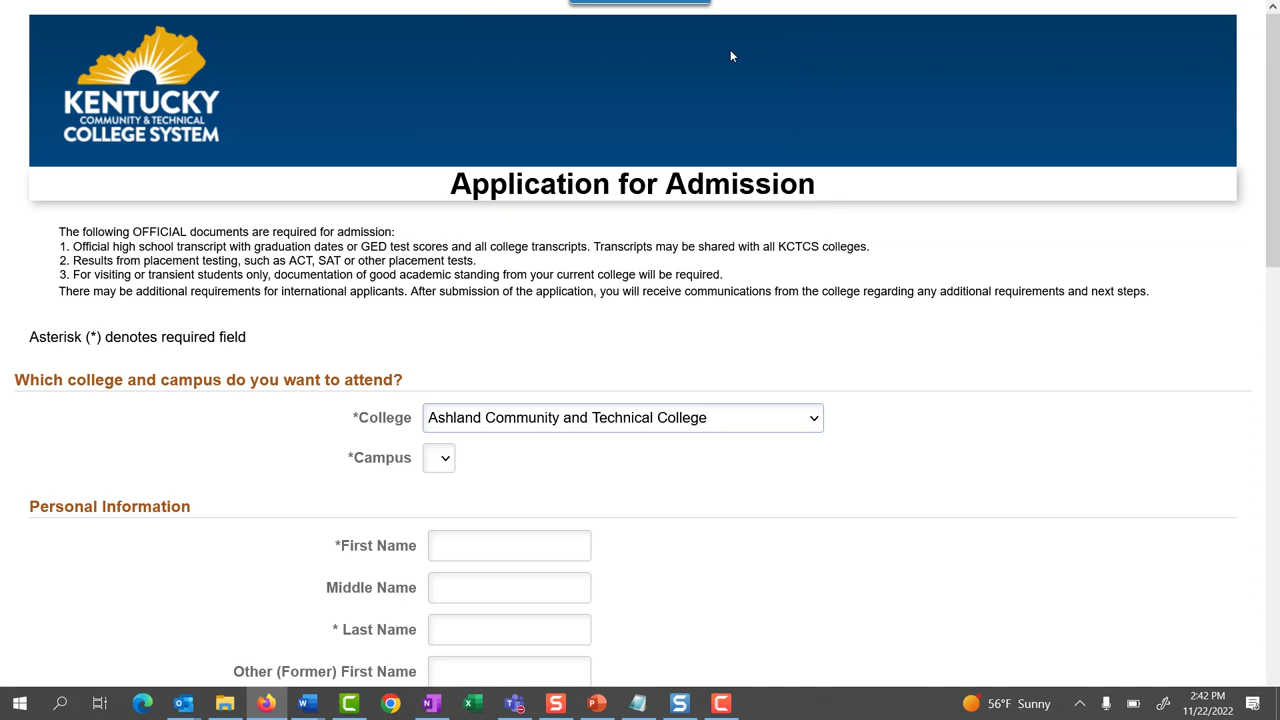 KENTUCKY
COMMUNITY & TECHNICAL
COLLEGE SYSTEM
Application for Admission
The following OFFICIAL documents are required for admission:
1. Official high school transcript with graduation dates or GED test scores and all college transcripts. Transcripts may be shared with all KCTCS colleges.
2. Results from placement testing, such as ACT, SAT or other placement tests.
3. For visiting or transient students only, documentation of good academic standing from your current college will be required.
There may be additional requirements for international applicants. After submission of the application, you will receive communications from the college regarding any additional requirements and next steps.
Asterisk (*) denotes required field
Which college and campus do you want to attend?
*College Ashland Community and Technical College
*Campus
Personal Information
*First Name
Middle Name
* Last Name
Other (Former) First Name
56°F Sunny
2:42 PM
11/22/2022